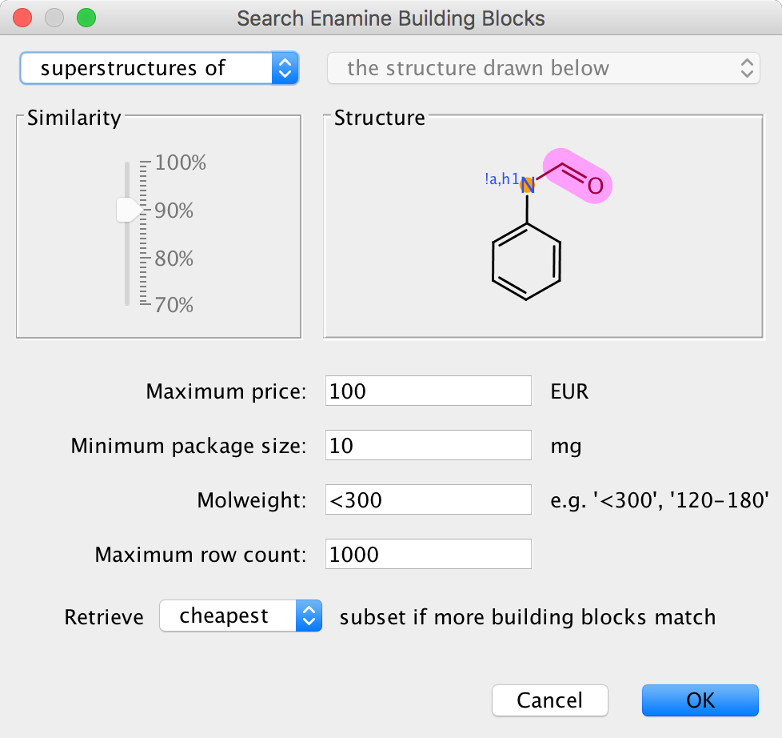 Search Enamine Building Blocks
superstructures of the structure drawn below
Similarity
100%
90%
80%
70%
Structure
!a,h1
N
O
Maximum price: 100 EUR
Minimum package size: 10 mg
Molweight: <300 e.g. '<300', '120-180'
Maximum row count: 1000
Retrieve cheapest subset if more building blocks match
Cancel OK